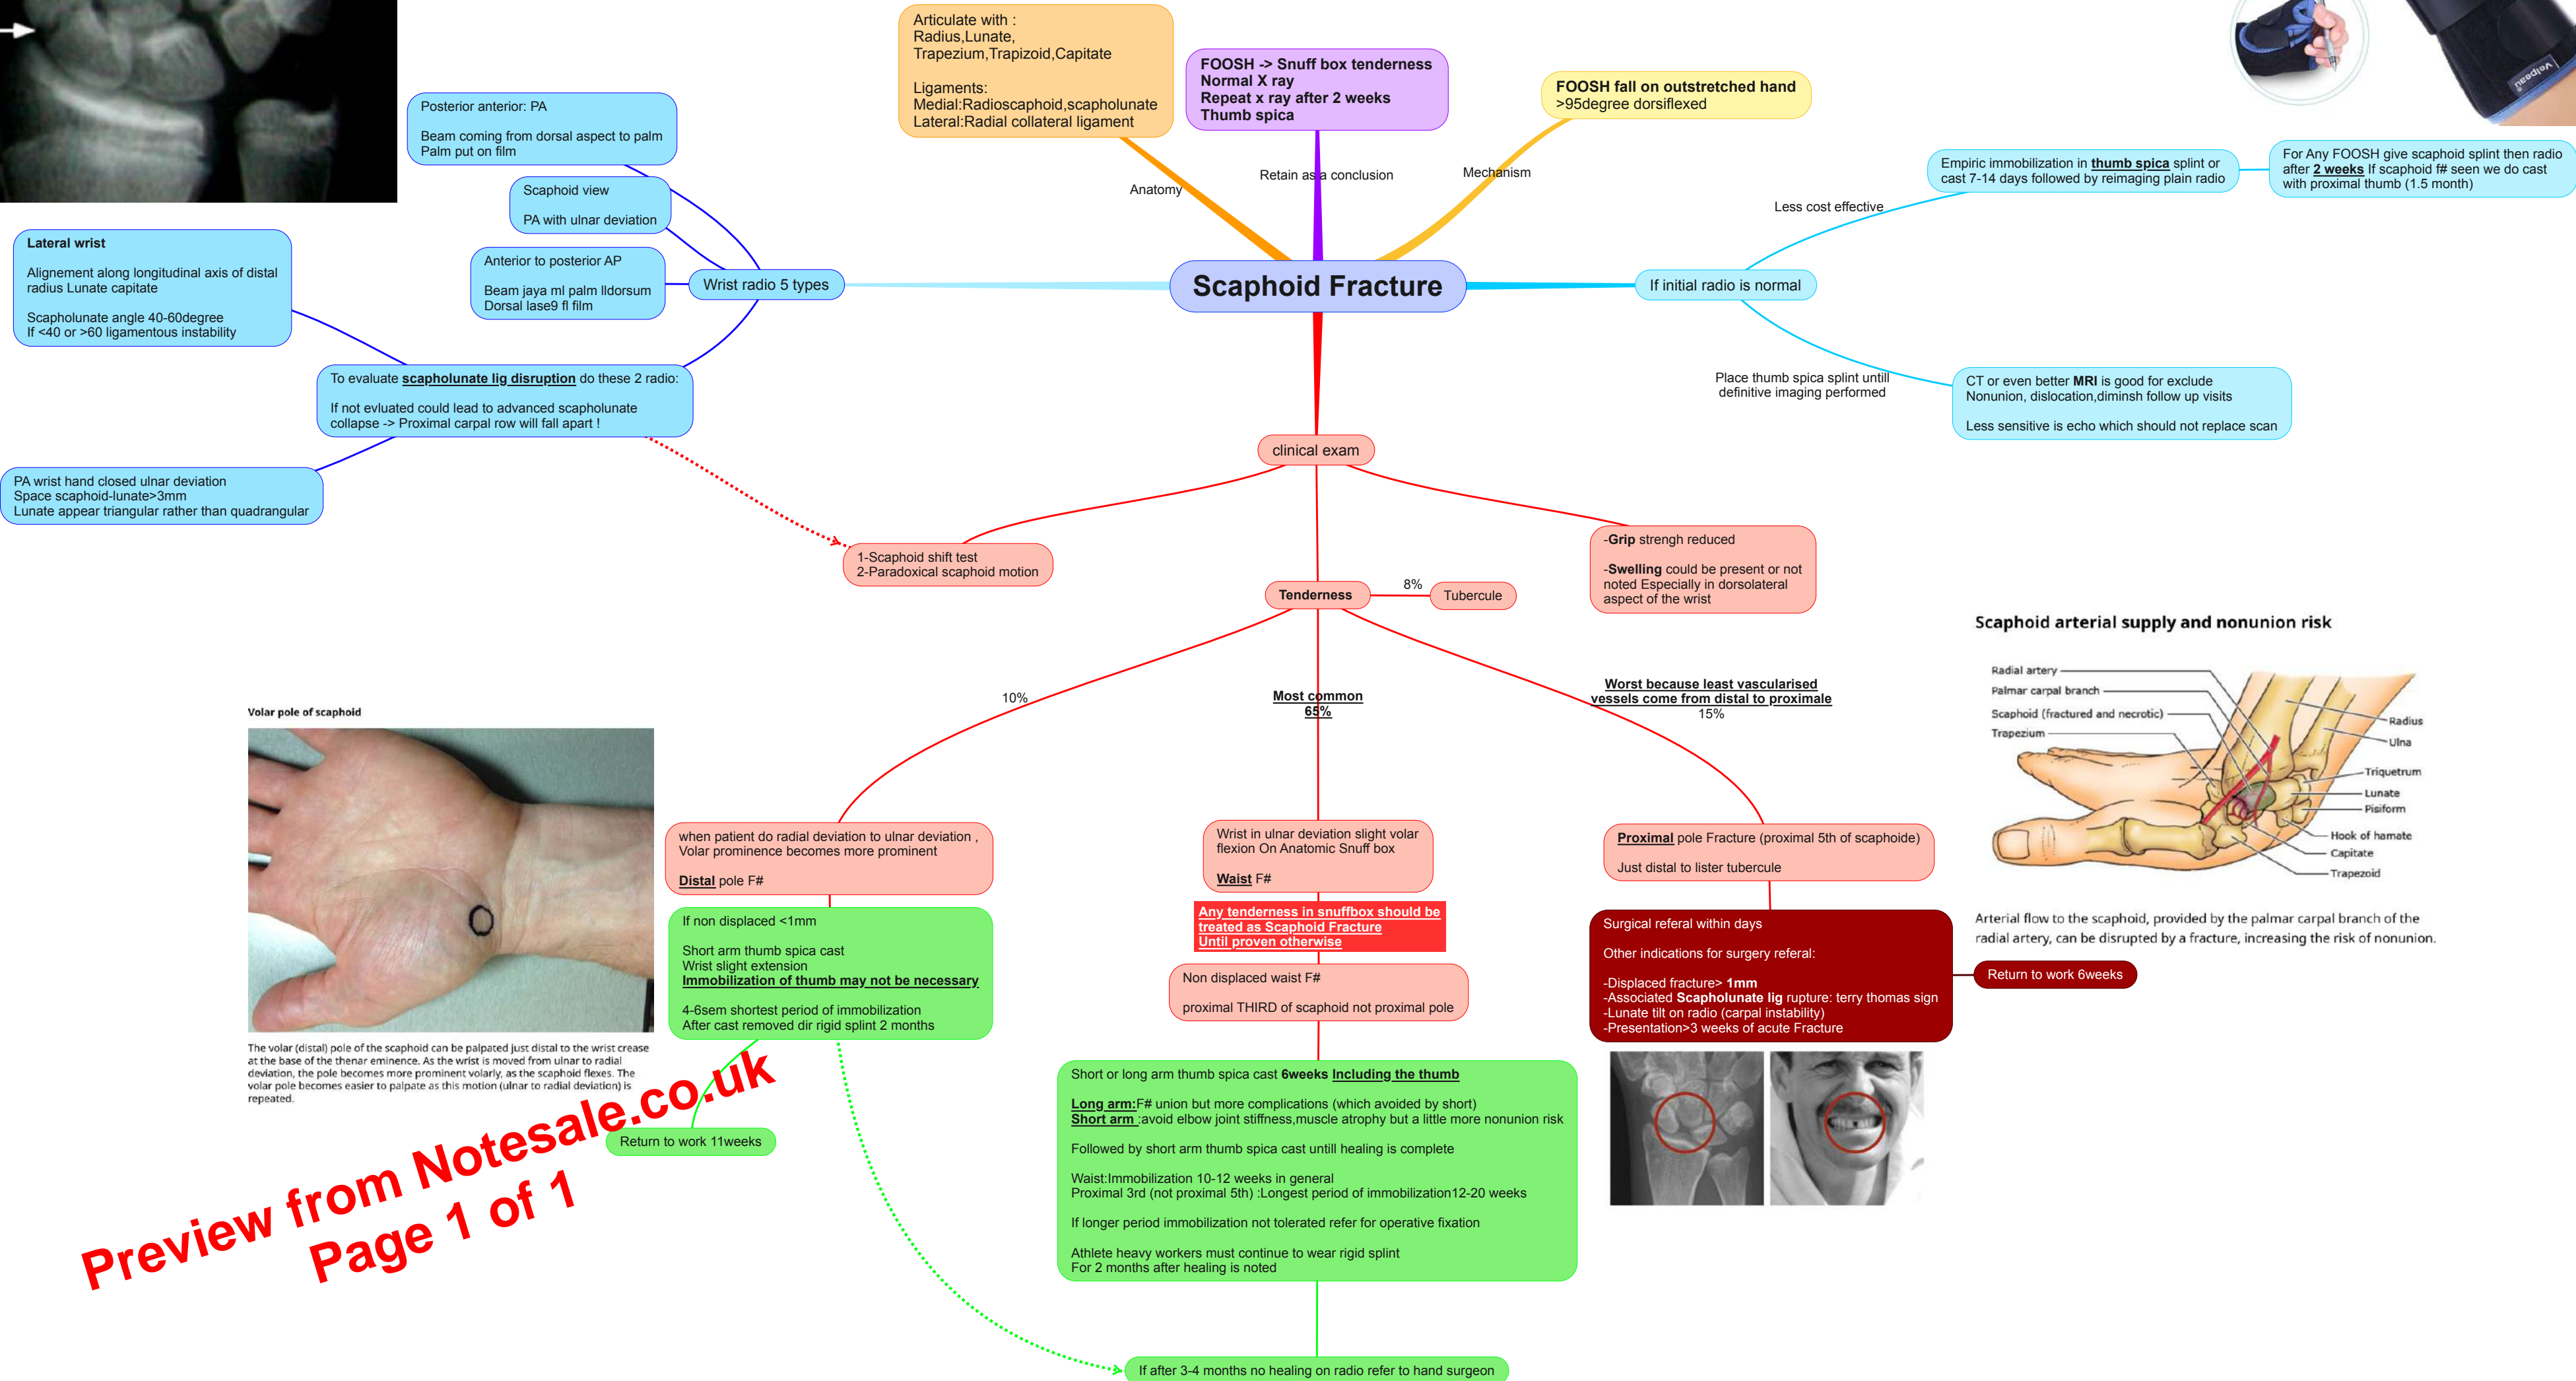 Articulate with :
Radius,Lunate,
Trapezium,Trapizoid,Capitate
Ligaments:
Medial:Radioscaphoid,scapholunate
Lateral:Radial collateral ligament
FOOSH -> Snuff box tenderness
Normal X ray
Repeat x ray after 2 weeks
Thumb spica
FOOSH fall on outstretched hand
>95degree dorsiflexed
Velpeau
Anatomy
Retain as a conclusion
Mechanism
Scaphoid Fracture
Posterior anterior: PA
Beam coming from dorsal aspect to palm
Palm put on film
Scaphoid view
PA with ulnar deviation
Anterior to posterior AP
Beam jaya ml palm lldorsum
Dorsal lase9 fl film
Wrist radio 5 types
Lateral wrist
Alignement along longitudinal axis of distal
radius Lunate capitate
Scapholunate angle 40-60degree
If <40 or >60 ligamentous instability
To evaluate scapholunate lig disruption do these 2 radio:
If not evluated could lead to advanced scapholunate
collapse -> Proximal carpal row will fall apart !
PA wrist hand closed ulnar deviation
Space scaphoid-lunate>3mm
Lunate appear triangular rather than quadrangular
If initial radio is normal
Less cost effective
Empiric immobilization in thumb spica splint or
cast 7-14 days followed by reimaging plain radio
For Any FOOSH give scaphoid splint then radio
after 2 weeks If scaphoid f# seen we do cast
with proximal thumb (1.5 month)
Place thumb spica splint untill
definitive imaging performed
CT or even better MRI is good for exclude
Nonunion, dislocation,diminsh follow up visits
Less sensitive is echo which should not replace scan
clinical exam
1-Scaphoid shift test
2-Paradoxical scaphoid motion
-Grip strengh reduced
-Swelling could be present or not
noted Especially in dorsolateral
aspect of the wrist
Tenderness
8%
Tubercule
10%
Most common
65%
Worst because least vascularised
vessels come from distal to proximale
15%
when patient do radial deviation to ulnar deviation ,
Volar prominence becomes more prominent
Distal pole F#
If non displaced <1mm
Short arm thumb spica cast
Wrist slight extension
Immobilization of thumb may not be necessary
4-6sem shortest period of immobilization
After cast removed dir rigid splint 2 months
Return to work 11weeks
Wrist in ulnar deviation slight volar
flexion On Anatomic Snuff box
Waist F#
Any tenderness in snuffbox should be
treated as Scaphoid Fracture
Until proven otherwise
Non displaced waist F#
proximal THIRD of scaphoid not proximal pole
Short or long arm thumb spica cast 6weeks Including the thumb
Long arm:F# union but more complications (which avoided by short)
Short arm :avoid elbow joint stiffness,muscle atrophy but a little more nonunion risk
Followed by short arm thumb spica cast untill healing is complete
Waist:Immobilization 10-12 weeks in general
Proximal 3rd (not proximal 5th) :Longest period of immobilization12-20 weeks
If longer period immobilization not tolerated refer for operative fixation
Athlete heavy workers must continue to wear rigid splint
For 2 months after healing is noted
If after 3-4 months no healing on radio refer to hand surgeon
Proximal pole Fracture (proximal 5th of scaphoide)
Just distal to lister tubercule
Surgical referal within days
Other indications for surgery referal:
-Displaced fracture> 1mm
-Associated Scapholunate lig rupture: terry thomas sign
-Lunate tilt on radio (carpal instability)
-Presentation>3 weeks of acute Fracture
Return to work 6weeks
Volar pole of scaphoid
The volar (distal) pole of the scaphoid can be palpated just distal to the wrist crease
at the base of the thenar eminence. As the wrist is moved from ulnar to radial
deviation, the pole becomes more prominent volarly, as the scaphoid flexes. The
volar pole becomes easier to palpate as this motion (ulnar to radial deviation) is
repeated.
Scaphoid arterial supply and nonunion risk
Radial artery
Palmar carpal branch
Scaphoid (fractured and necrotic)
Trapezium
Radius
Ulna
Triquetrum
Lunate
Pisiform
Hook of hamate
Capitate
Trapezoid
Arterial flow to the scaphoid, provided by the palmar carpal branch of the
radial artery, can be disrupted by a fracture, increasing the risk of nonunion.
Preview from Notesale.co.uk
Page 1 of 1